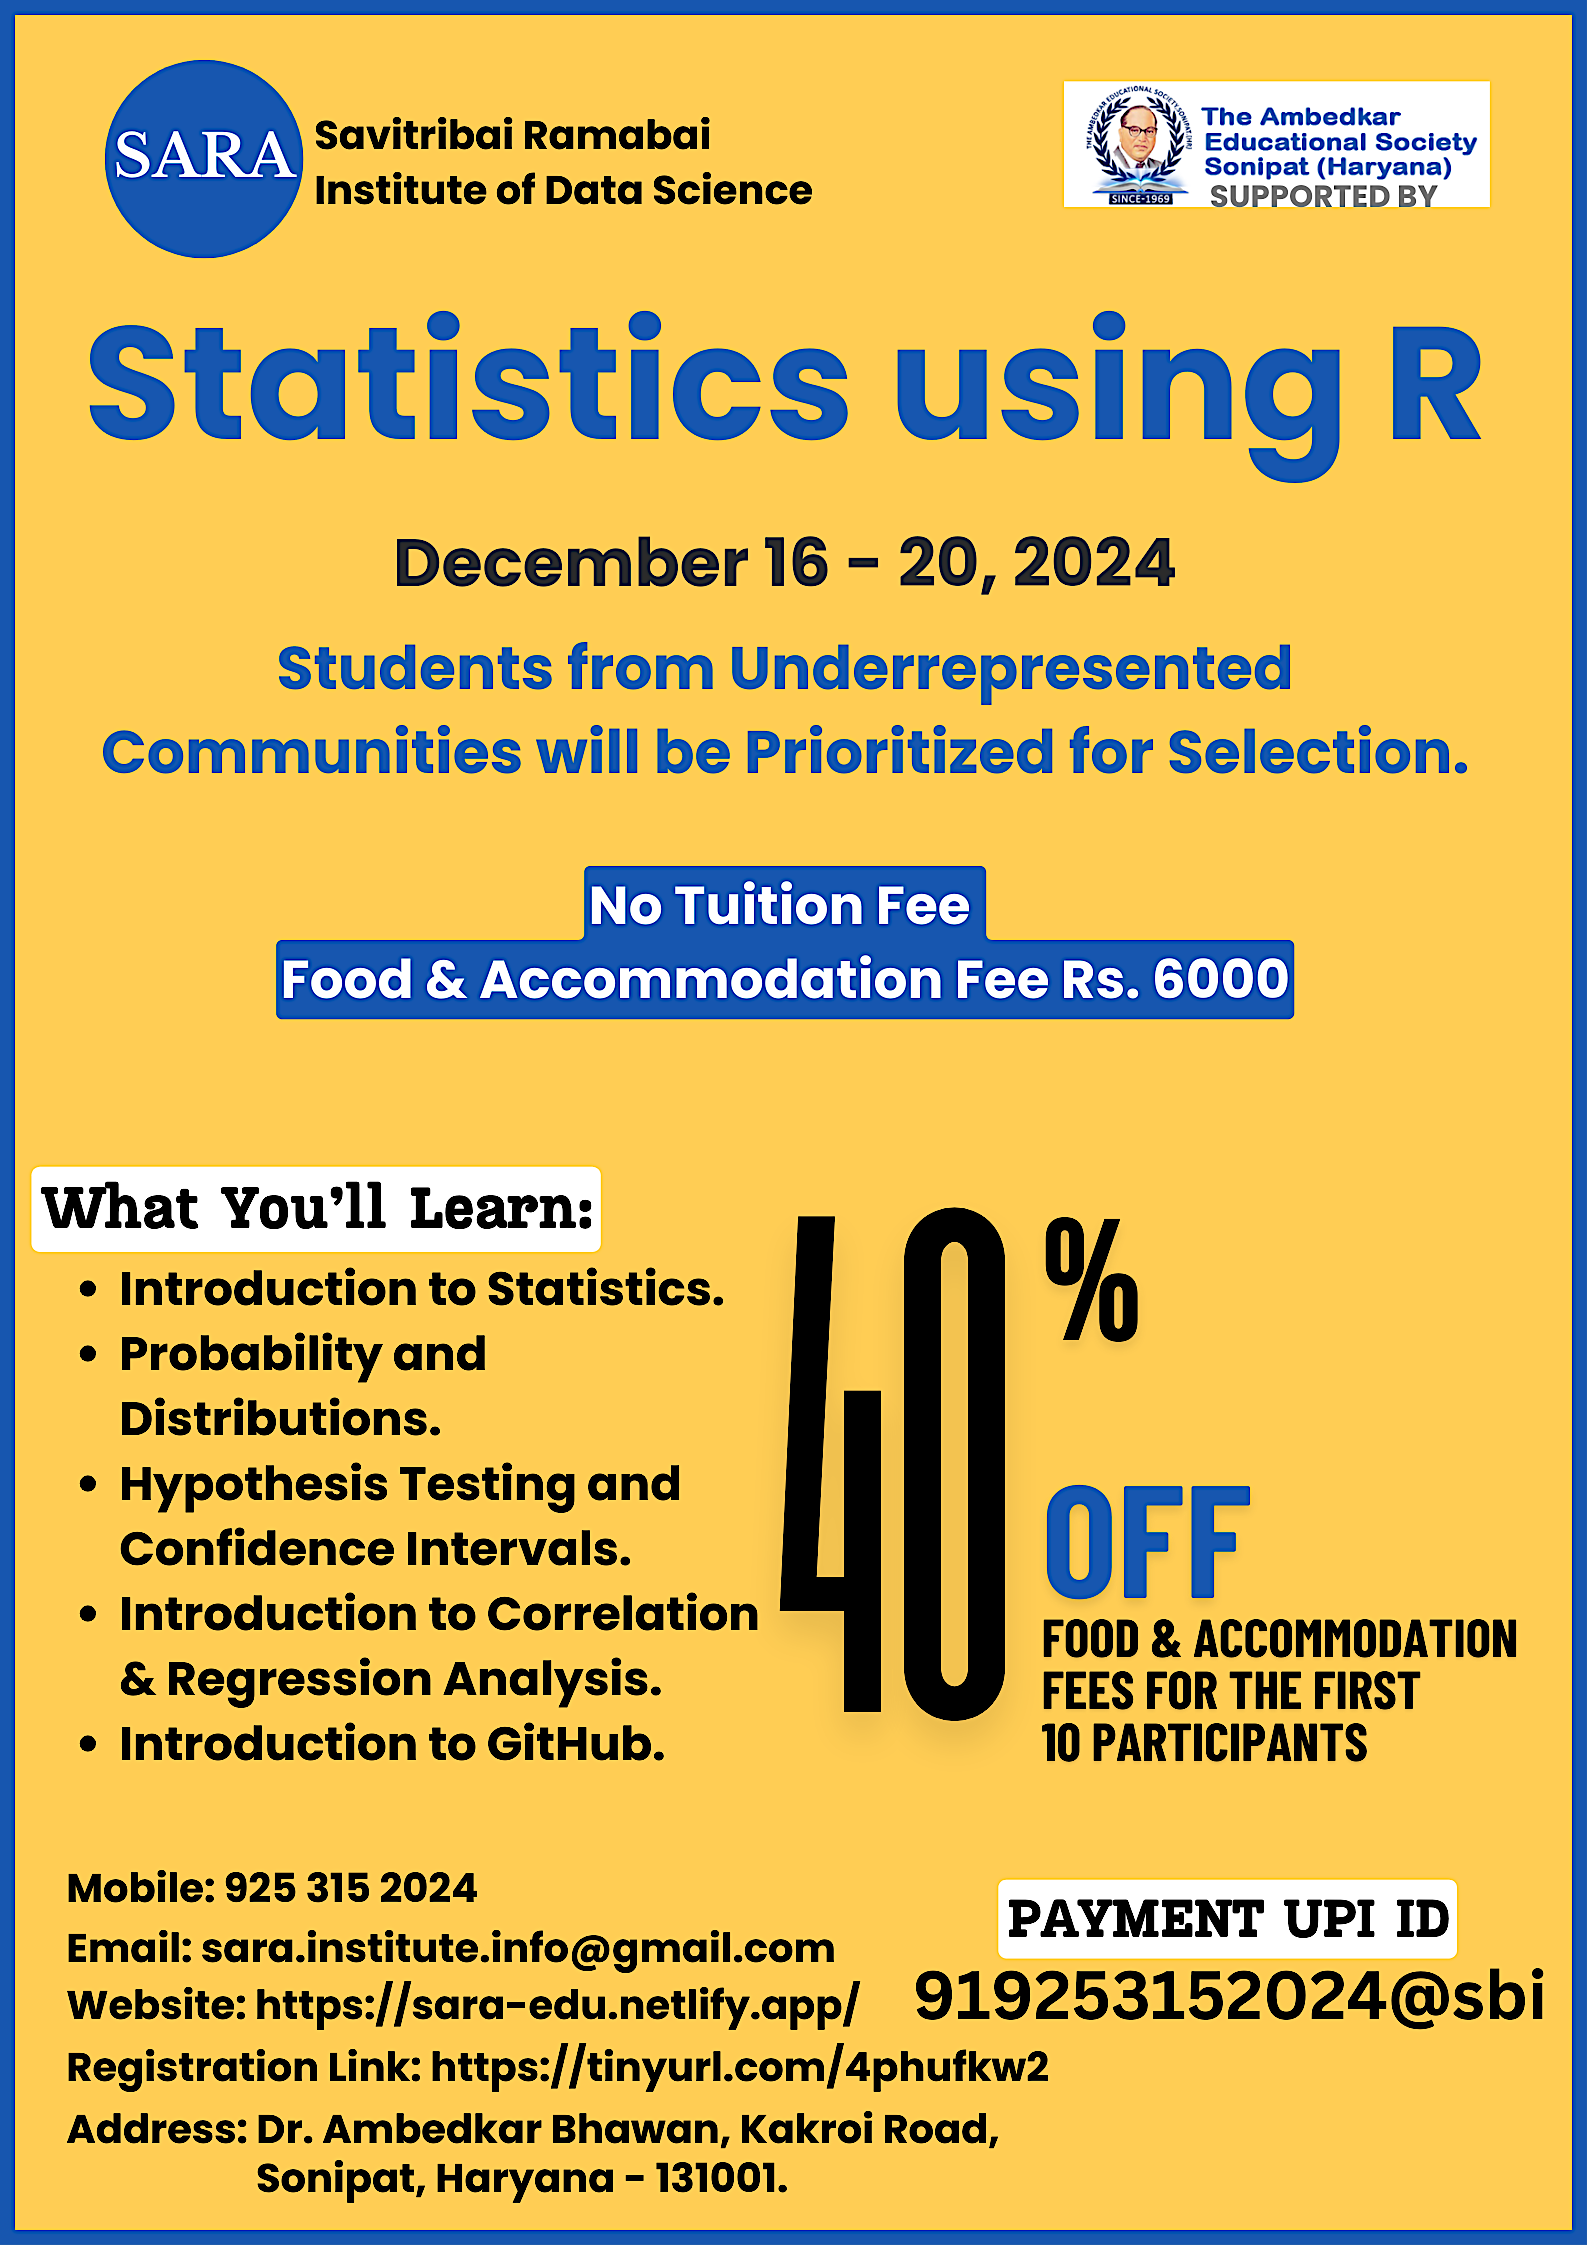 SARA
Savitribai Ramabai
Institute of Data Science
THE AMBEDKAR EDUCATIONAL SOCIETY SONIPAT (HR)
SINCE-1969
The Ambedkar
Educational Society
Sonipat (Haryana)
SUPPORTED BY
Statistics using R
December 16 - 20, 2024
Students from Underrepresented
Communities will be Prioritized for Selection.
No Tuition Fee
Food & Accommodation Fee Rs. 6000
What You'll Learn:
• Introduction to Statistics.
• Probability and
Distributions.
• Hypothesis Testing and
Confidence Intervals.
• Introduction to Correlation
& Regression Analysis.
• Introduction to GitHub.
40%
OFF
FOOD & ACCOMMODATION
FEES FOR THE FIRST
10 PARTICIPANTS
Mobile: 925 315 2024
Email: sara.institute.info@gmail.com
Website: https://sara-edu.netlify.app/
Registration Link: https://tinyurl.com/4phufkw2
Address: Dr. Ambedkar Bhawan, Kakroi Road,
Sonipat, Haryana - 131001.
PAYMENT UPI ID
919253152024@sbi